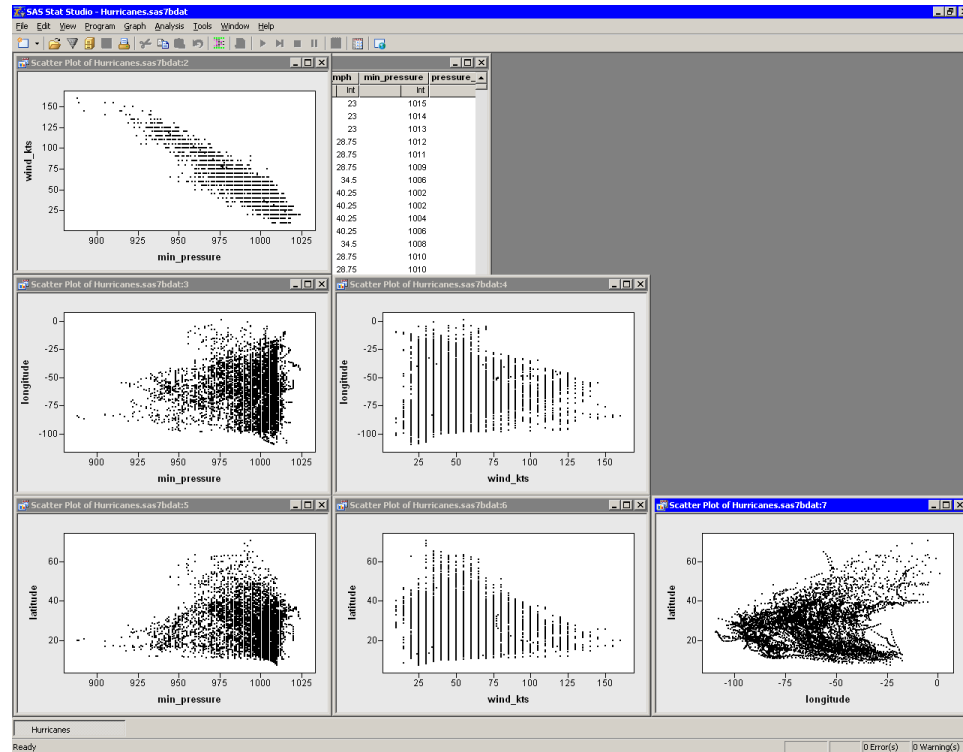 SAS Stat Studio - Hurricanes.sas7bdat
File Edit View Program Graph Analysis Tools Window Help
Scatter Plot of Hurricanes.sas7bdat:2
wind_kts
150
125
100
75
50
25
900 925 950 975 1000 1025
min_pressure
mph min_pressure pressure_
Int Int
23 1015
23 1014
23 1013
28.75 1012
28.75 1011
28.75 1009
34.5 1006
40.25 1002
40.25 1002
40.25 1004
40.25 1006
34.5 1008
28.75 1010
28.75 1010
Scatter Plot of Hurricanes.sas7bdat:3
longitude
0
-25
-50
-75
-100
900 925 950 975 1000 1025
min_pressure
Scatter Plot of Hurricanes.sas7bdat:4
longitude
0
-25
-50
-75
-100
25 50 75 100 125 150
wind_kts
Scatter Plot of Hurricanes.sas7bdat:5
latitude
60
40
20
900 925 950 975 1000 1025
min_pressure
Scatter Plot of Hurricanes.sas7bdat:6
latitude
60
40
20
25 50 75 100 125 150
wind_kts
Scatter Plot of Hurricanes.sas7bdat:7
latitude
60
40
20
-100 -75 -50 -25 0
longitude
Hurricanes
Ready
0 Error(s) 0 Warning(s)